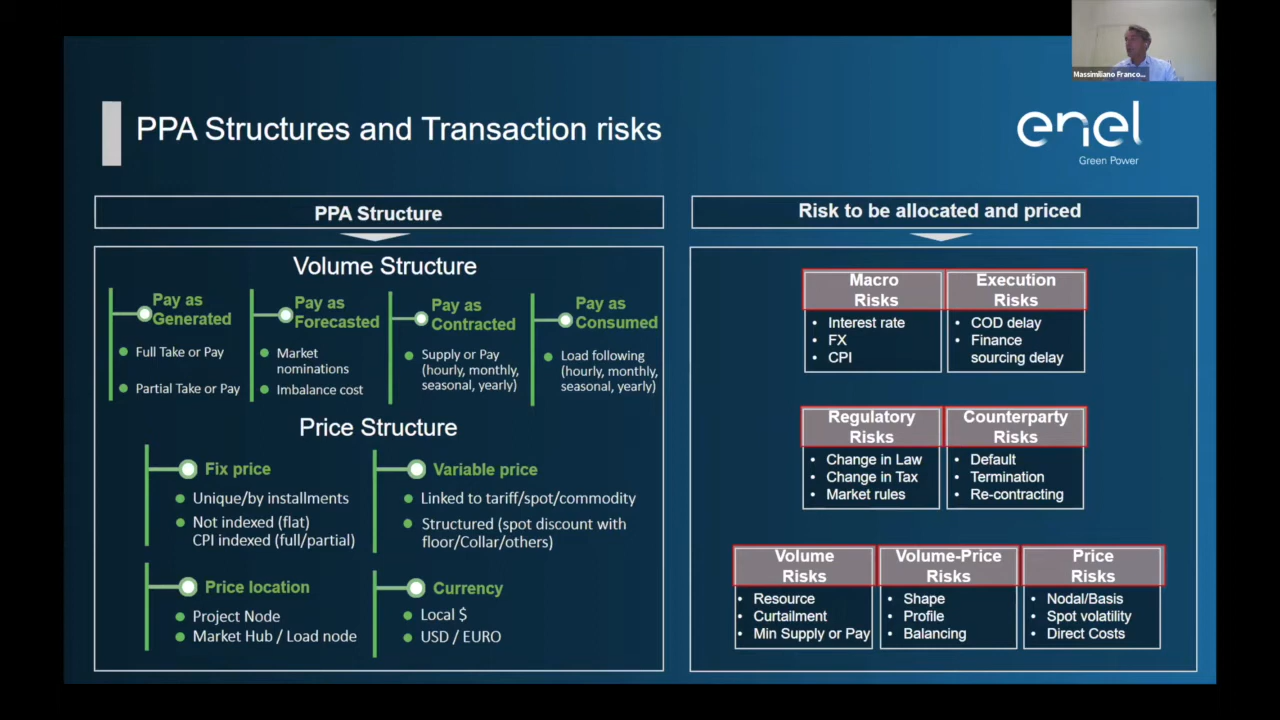 Massimiliano Franco...
PPA Structures and Transaction risks
enel
Green Power
PPA Structure
Volume Structure
Pay as
Generated
Full Take or Pay
Partial Take or Pay
Pay as
Forecasted
Market
nominations
Imbalance cost
Pay as
Contracted
Supply or Pay
(hourly, monthly,
seasonal, yearly)
Pay as
Consumed
Load following
(hourly, monthly,
seasonal, yearly)
Price Structure
Fix price
Unique/by installments
Not indexed (flat)
CPI indexed (full/partial)
Variable price
Linked to tariff/spot/commodity
Structured (spot discount with
floor/Collar/others)
Price location
Project Node
Market Hub / Load node
Currency
Local $
USD / EURO
Risk to be allocated and priced
Macro
Risks
• Interest rate
• FX
• CPI
Execution
Risks
• COD delay
• Finance
sourcing delay
Regulatory
Risks
• Change in Law
• Change in Tax
• Market rules
Counterparty
Risks
• Default
• Termination
• Re-contracting
Volume
Risks
• Resource
• Curtailment
• Min Supply or Pay
Volume-Price
Risks
• Shape
• Profile
• Balancing
Price
Risks
• Nodal/Basis
• Spot volatility
• Direct Costs